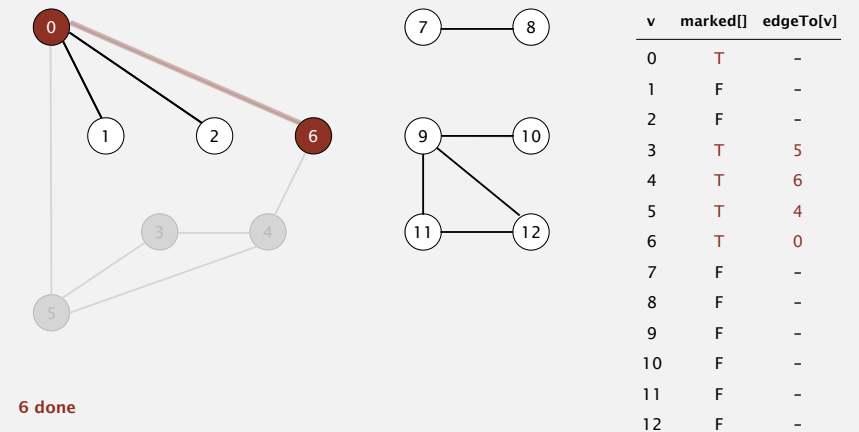 0
7 8
1 2 6
9 10
3 4
11 12
5
6 done
v marked[] edgeTo[v]
0 T –
1 F –
2 F –
3 T 5
4 T 6
5 T 4
6 T 0
7 F –
8 F –
9 F –
10 F –
11 F –
12 F –